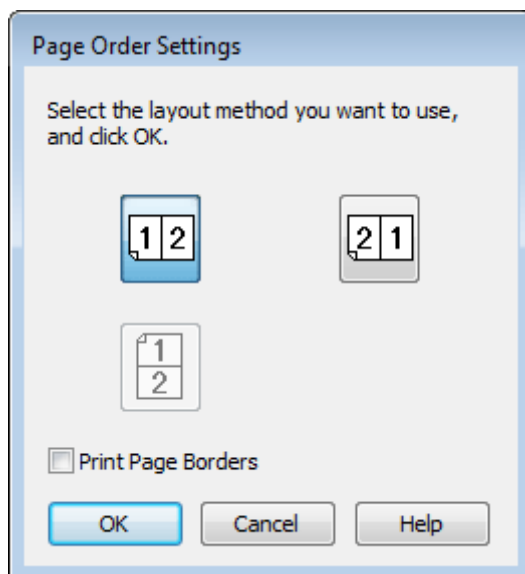 Page Order Settings
Select the layout method you want to use,
and click OK.
1 2
2 1
1
2
Print Page Borders
OK Cancel Help